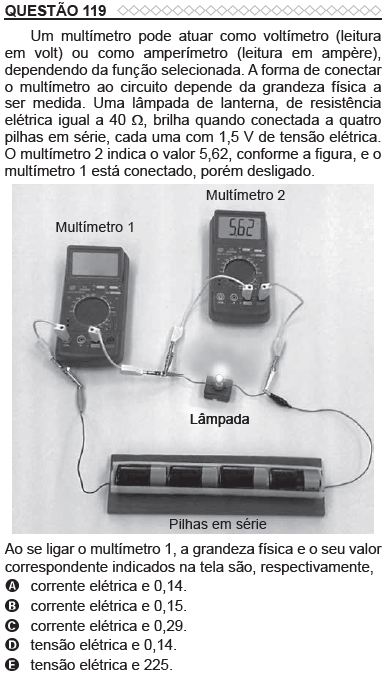 QUESTÃO 119
Um multímetro pode atuar como voltímetro (leitura
em volt) ou como amperímetro (leitura em ampère),
dependendo da função selecionada. A forma de conectar
o multímetro ao circuito depende da grandeza física a
ser medida. Uma lâmpada de lanterna, de resistência
elétrica igual a 40 Ω, brilha quando conectada a quatro
pilhas em série, cada uma com 1,5 V de tensão elétrica.
O multímetro 2 indica o valor 5,62, conforme a figura, e o
multímetro 1 está conectado, porém desligado.
Multímetro 2
Multímetro 1
5.62
Lâmpada
Pilhas em série
Ao se ligar o multímetro 1, a grandeza física e o seu valor
correspondente indicados na tela são, respectivamente,
A corrente elétrica e 0,14.
B corrente elétrica e 0,15.
C corrente elétrica e 0,29.
D tensão elétrica e 0,14.
E tensão elétrica e 225.